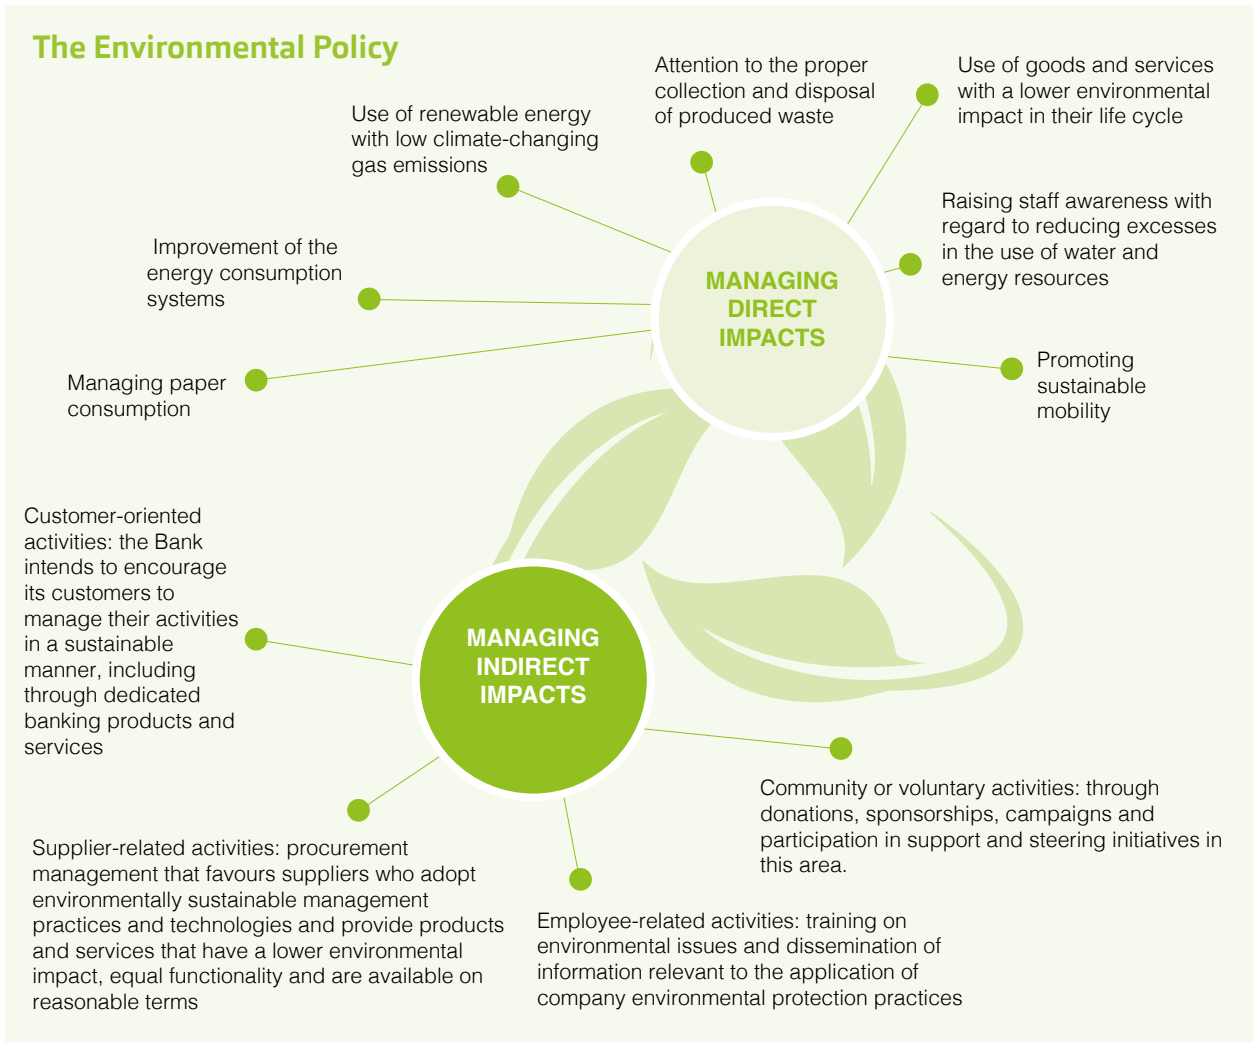 The Environmental Policy
Use of renewable energy
with low climate-changing
gas emissions
Attention to the proper
collection and disposal
of produced waste
Use of goods and services
with a lower environmental
impact in their life cycle
Improvement of the
energy consumption
systems
Raising staff awareness with
regard to reducing excesses
in the use of water and
energy resources
MANAGING
DIRECT
IMPACTS
Managing paper
consumption
Promoting
sustainable
mobility
Customer-oriented
activities: the Bank
intends to encourage
its customers to
manage their activities
in a sustainable
manner, including
through dedicated
banking products and
services
MANAGING
INDIRECT
IMPACTS
Community or voluntary activities: through
donations, sponsorships, campaigns and
participation in support and steering initiatives in
this area.
Supplier-related activities: procurement
management that favours suppliers who adopt
environmentally sustainable management
practices and technologies and provide products
and services that have a lower environmental
impact, equal functionality and are available on
reasonable terms
Employee-related activities: training on
environmental issues and dissemination of
information relevant to the application of
company environmental protection practices